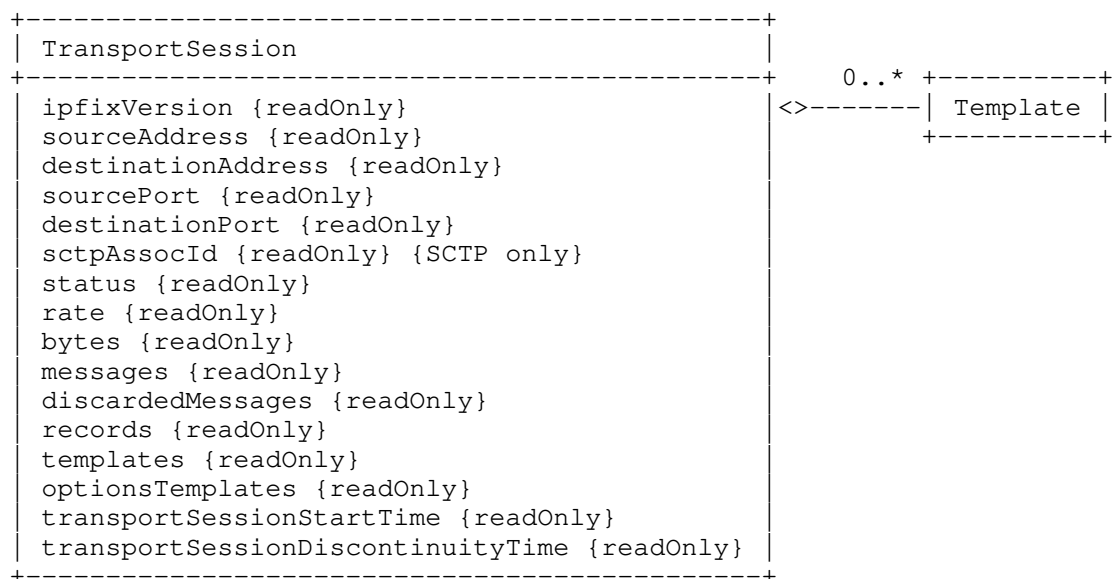 TransportSession
0..*
ipfixVersion {readOnly} <>-------| Template |
sourceAddress {readOnly}
destinationAddress {readOnly}
sourcePort {readOnly}
destinationPort {readOnly}
sctpAssocId {readOnly} {SCTP only}
status {readOnly}
rate {readOnly}
bytes {readOnly}
messages {readOnly}
discardedMessages {readOnly}
records {readOnly}
templates {readOnly}
optionsTemplates {readOnly}
transportSessionStartTime {readOnly}
transportSessionDiscontinuityTime {readOnly}